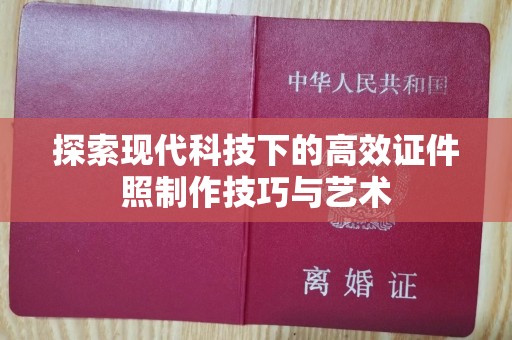 中华人民共和国
探索现代科技下的高效证件
照制作技巧与艺术
离婚证